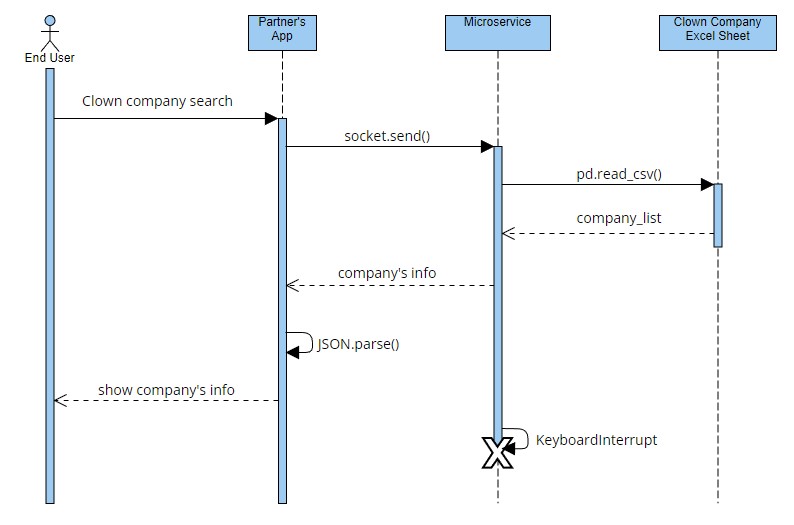 Partner's
App
Microservice
Clown Company
Excel Sheet
End User
Clown company search
socket.send()
pd.read_csv()
company_list
company's info
JSON.parse()
show company's info
KeyboardInterrupt